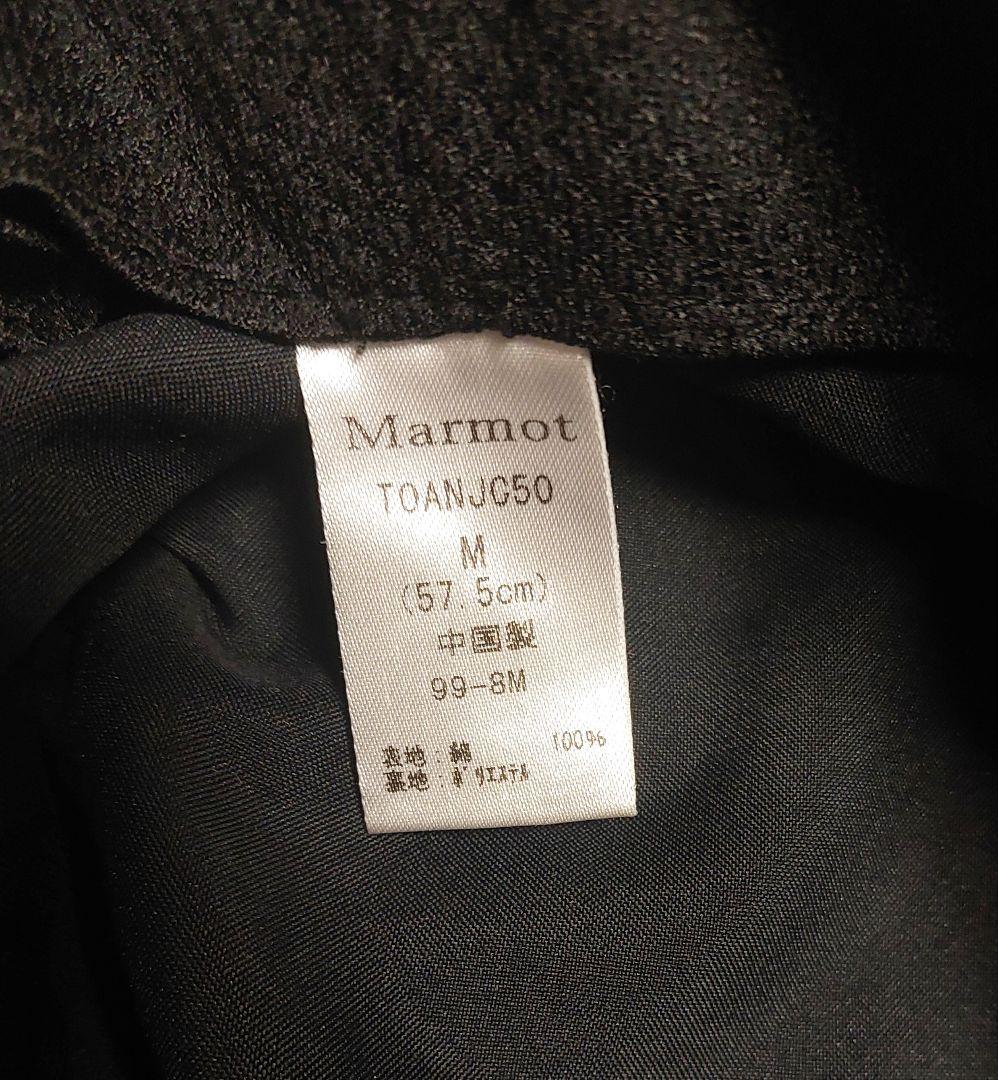 Marmot
TOANJC50
M
(57.5cm)
中国製
99-8M
表地:綿 100%
裏地:ポリエステル